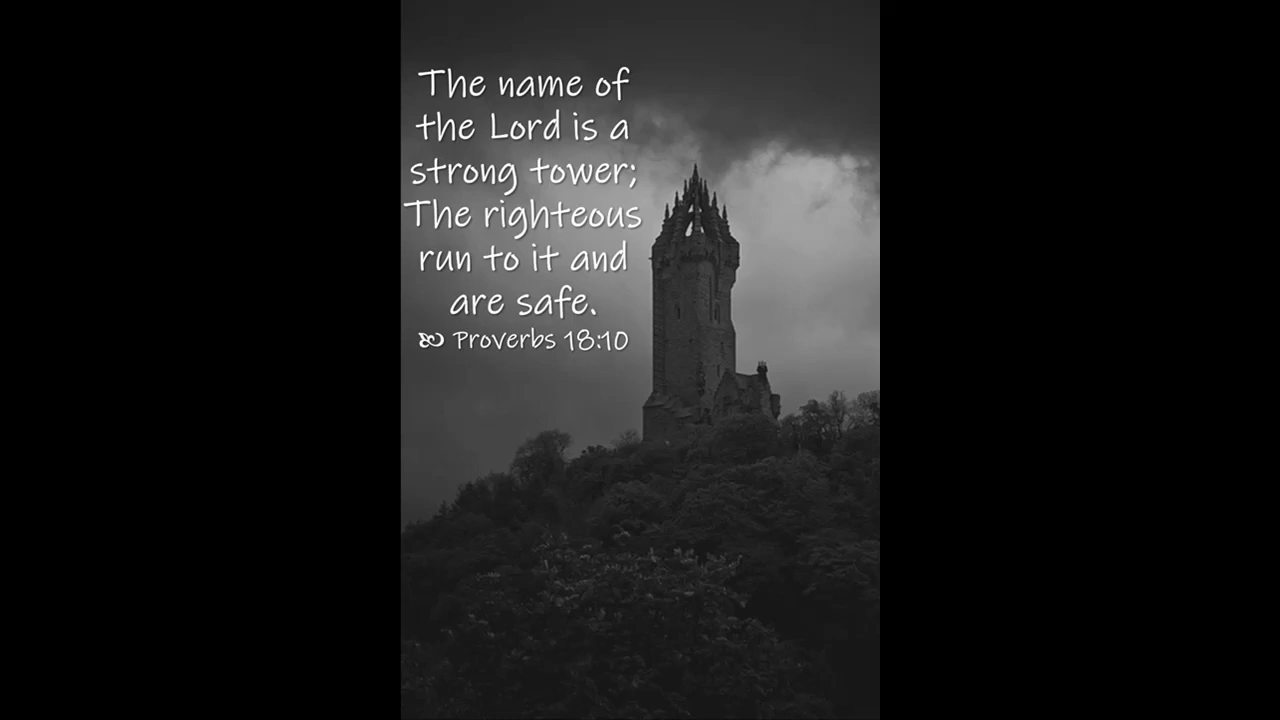 The name of
the Lord is a
strong tower;
The righteous
run to it and
are safe.
Proverbs 18:10